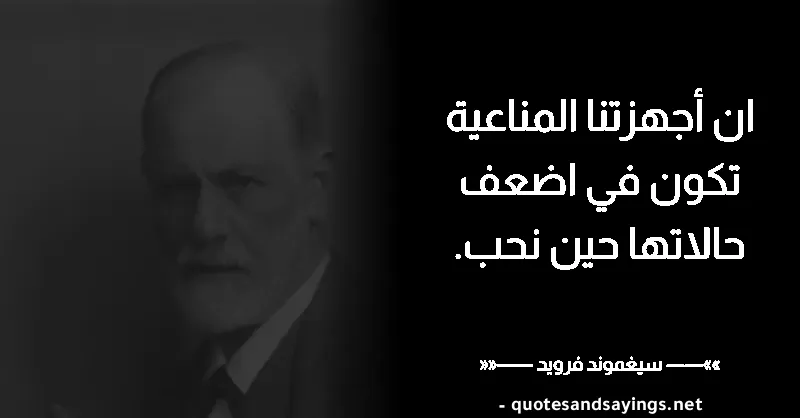 ان أجهزتنا المناعية
تكون في اضعف
حالاتها حين نحب.
»»—— سيغموند فرويد ——««
- quotesandsayings.net